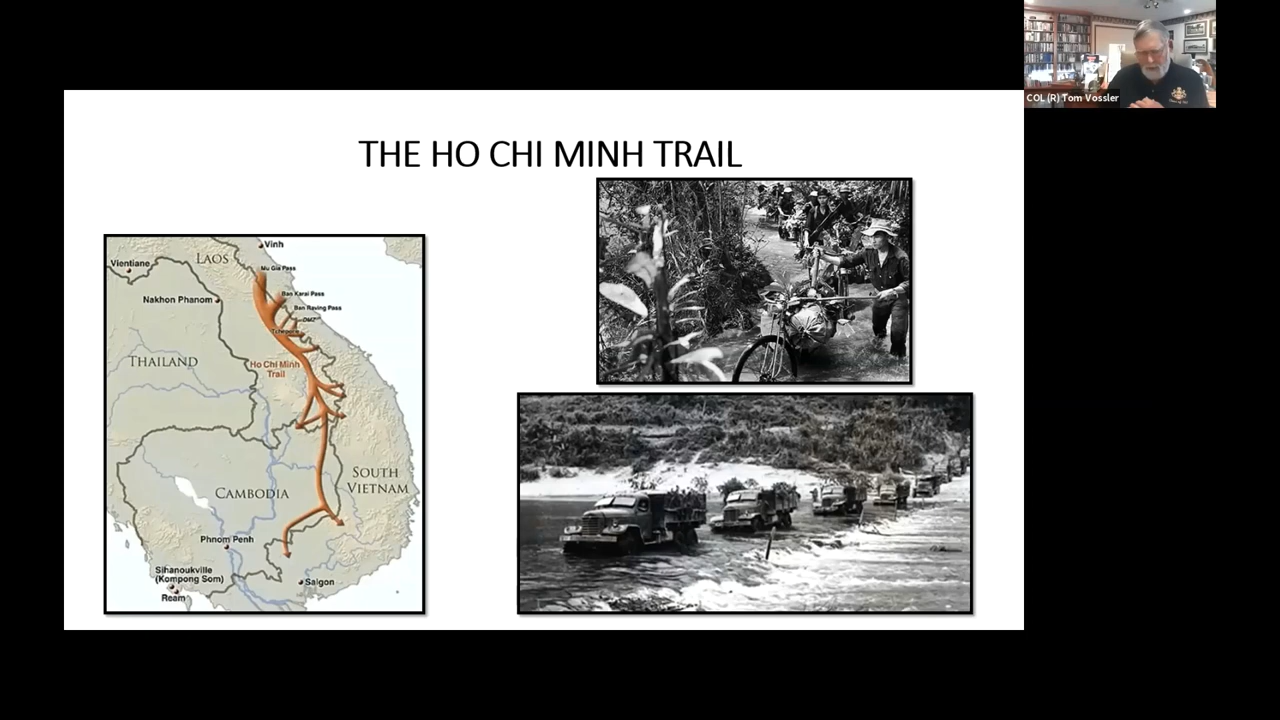 COL (R) Tom Vossler
THE HO CHI MINH TRAIL
Vinh
LAOS
Vientiane
Mu Gia Pass
Nakhon Phanom
Ban Karai Pass
Ban Raving Pass
DMZ
Tchepone
THAILAND
Ho Chi Minh
Trail
SOUTH
VIETNAM
CAMBODIA
Phnom Penh
Sihanoukville
(Kompong Som)
Saigon
Ream